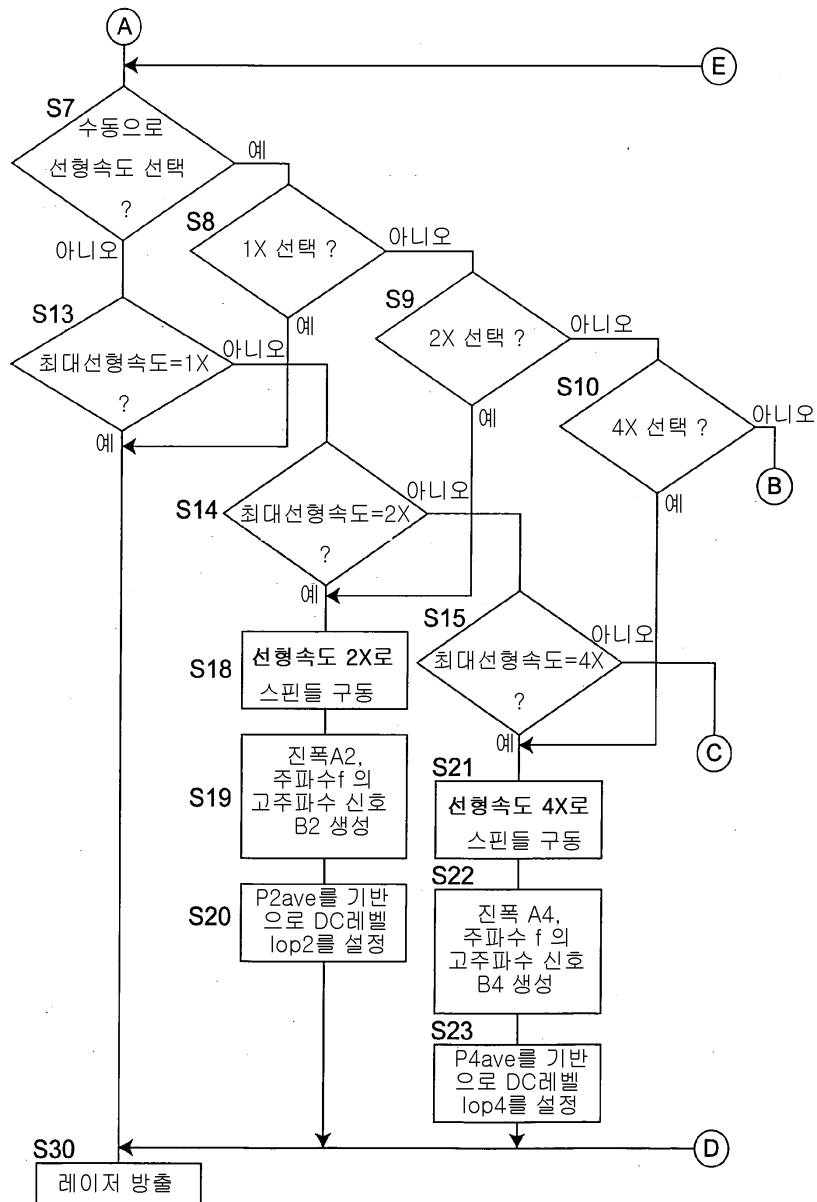 A
E
S7
수동으로
선형속도 선택
?
예
아니오
S8
1X 선택 ?
아니오
예
S9
2X 선택 ?
아니오
예
S10
4X 선택 ?
아니오
예
B
S13
최대선형속도=1X
?
아니오
예
S14
최대선형속도=2X
?
아니오
예
S15
최대선형속도=4X
?
아니오
예
C
S18
선형속도 2X로
스핀들 구동
S19
진폭A2,
주파수f 의
고주파수 신호
B2 생성
S20
P2ave를 기반
으로 DC레벨
Iop2를 설정
S21
선형속도 4X로
스핀들 구동
S22
진폭 A4,
주파수 f 의
고주파수 신호
B4 생성
S23
P4ave를 기반
으로 DC레벨
Iop4를 설정
D
S30
레이저 방출